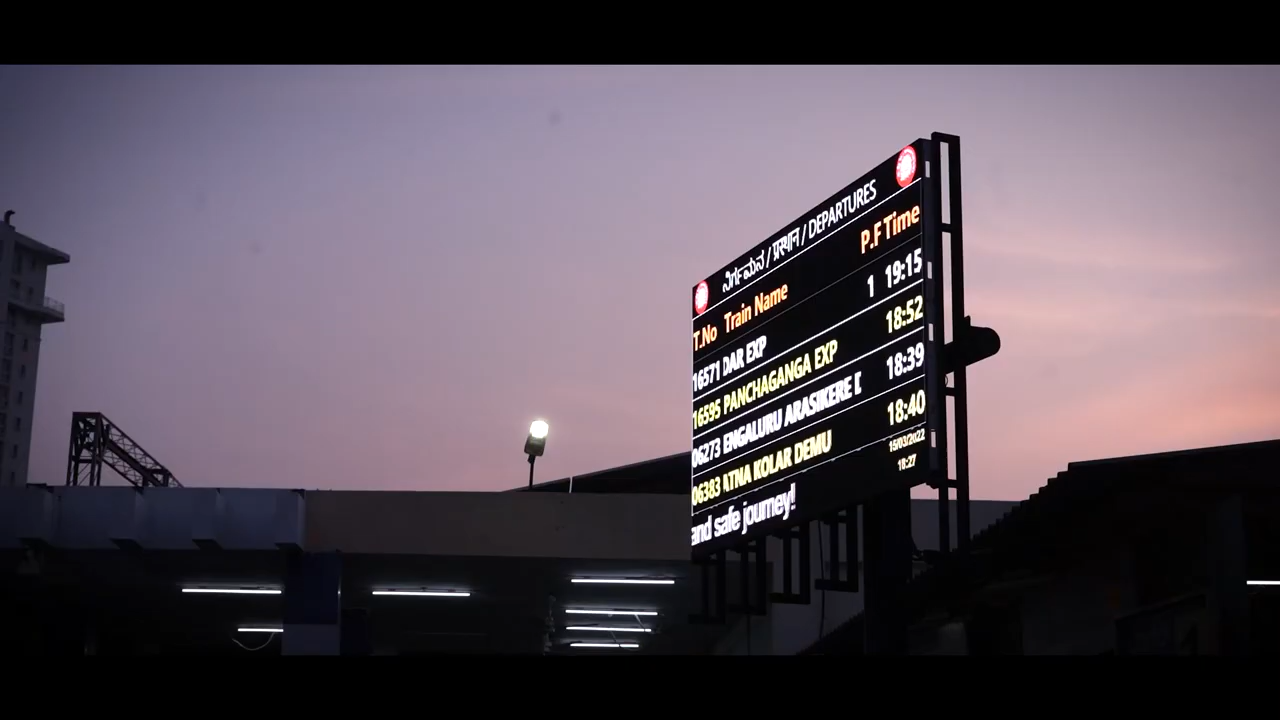 ನಿರ್ಗಮನ / प्रस्थान / DEPARTURES
T.No Train Name P.F Time
16571 DAR EXP 1 19:15
16595 PANCHAGANGA EXP 18:52
06273 ENGALURU ARASIKERE D 18:39
06383 ATNA KOLAR DEMU 18:40
and safe journey! 15/03/2022
18:27